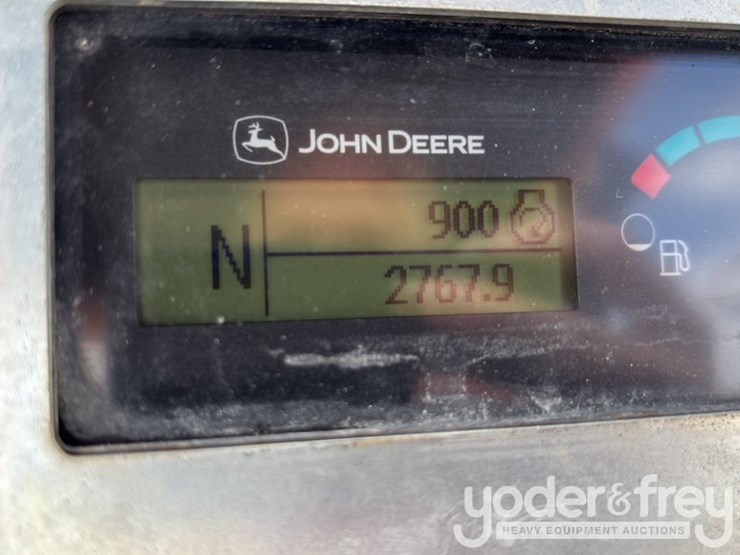 JOHN DEERE
N
900
2767.9
yoder&frey
HEAVY EQUIPMENT AUCTIONS